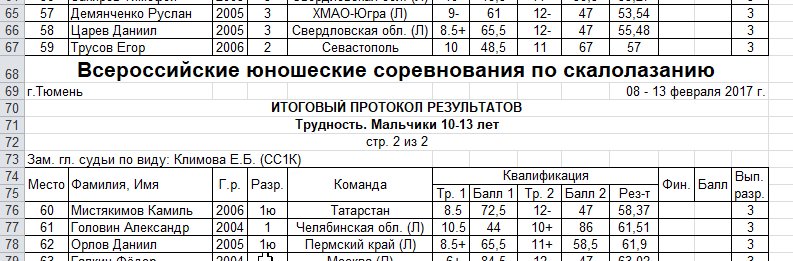 65 57 Демянченко Руслан 2005 3 ХМАО-Югра (Л) 9- 61 12- 47 53,54 3
66 58 Царев Даниил 2005 3 Свердловская обл. (Л) 8.5+ 65,5 12- 47 55,48 3
67 59 Трусов Егор 2006 2 Севастополь 10 48,5 11 67 57 3
68 Всероссийские юношеские соревнования по скалолазанию
69 г.Тюмень 08 - 13 февраля 2017 г.
70 ИТОГОВЫЙ ПРОТОКОЛ РЕЗУЛЬТАТОВ
71 Трудность. Мальчики 10-13 лет
72 стр. 2 из 2
73 Зам. гл. судьи по виду: Климова Е.Б. (СС1К)
74 Место Фамилия, Имя Г.р. Разр. Команда Квалификация Фин. Балл Вып. разр.
75 Тр. 1 Балл 1 Тр. 2 Балл 2 Рез-т
76 60 Мистякимов Камиль 2006 1ю Татарстан 8.5 72,5 12- 47 58,37 3
77 61 Головин Александр 2004 1 Челябинская обл. (Л) 10.5 44 10+ 86 61,51 3
78 62 Орлов Даниил 2005 1ю Пермский край (Л) 8.5+ 65,5 10+ 58,5 61,9 3